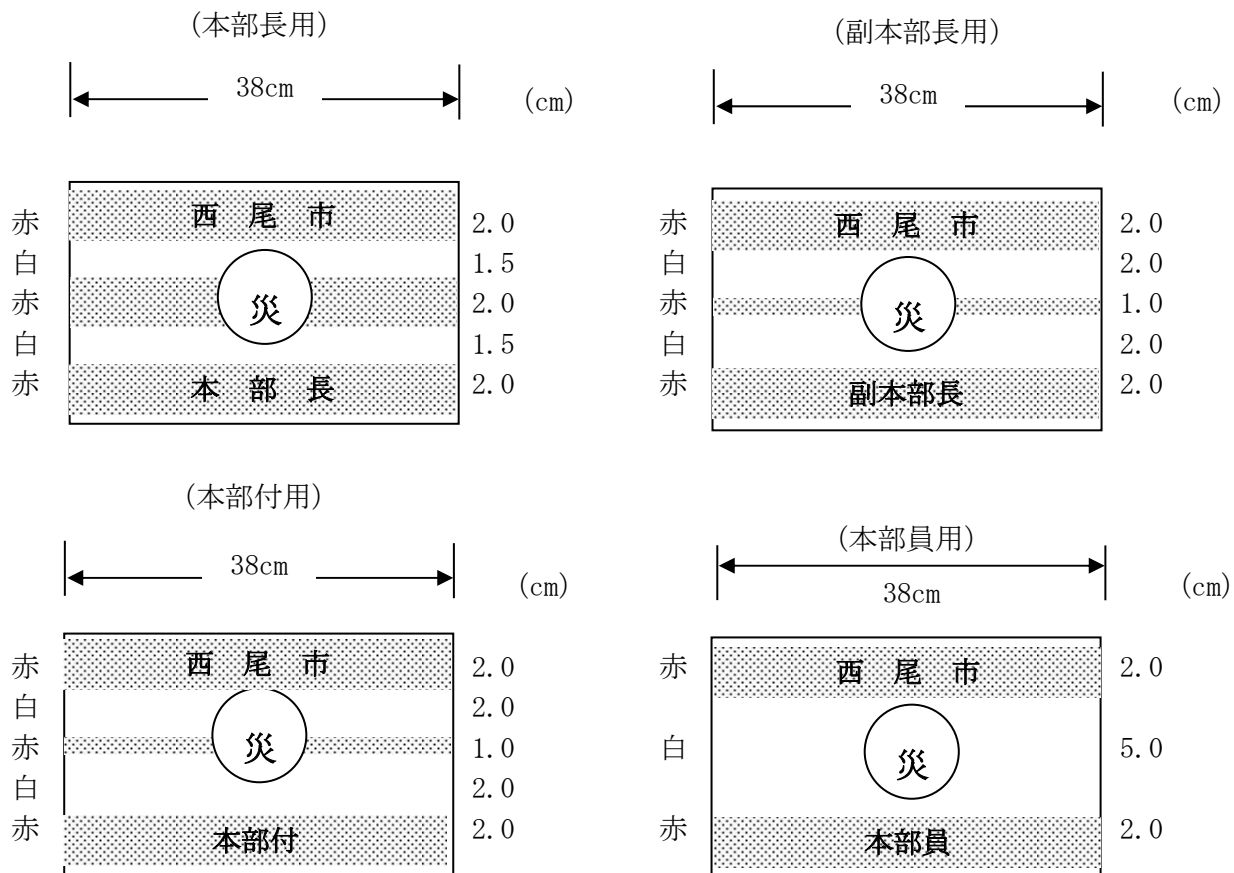 (本部長用)
38cm
(cm)
赤 西 尾 市 2.0
白 1.5
赤 災 2.0
白 1.5
赤 本 部 長 2.0
(副本部長用)
38cm
(cm)
赤 西 尾 市 2.0
白 2.0
赤 災 1.0
白 2.0
赤 副本部長 2.0
(本部付用)
38cm
(cm)
赤 西 尾 市 2.0
白 2.0
赤 災 1.0
白 2.0
赤 本部付 2.0
(本部員用)
38cm
(cm)
赤 西 尾 市 2.0
白 災 5.0
赤 本部員 2.0